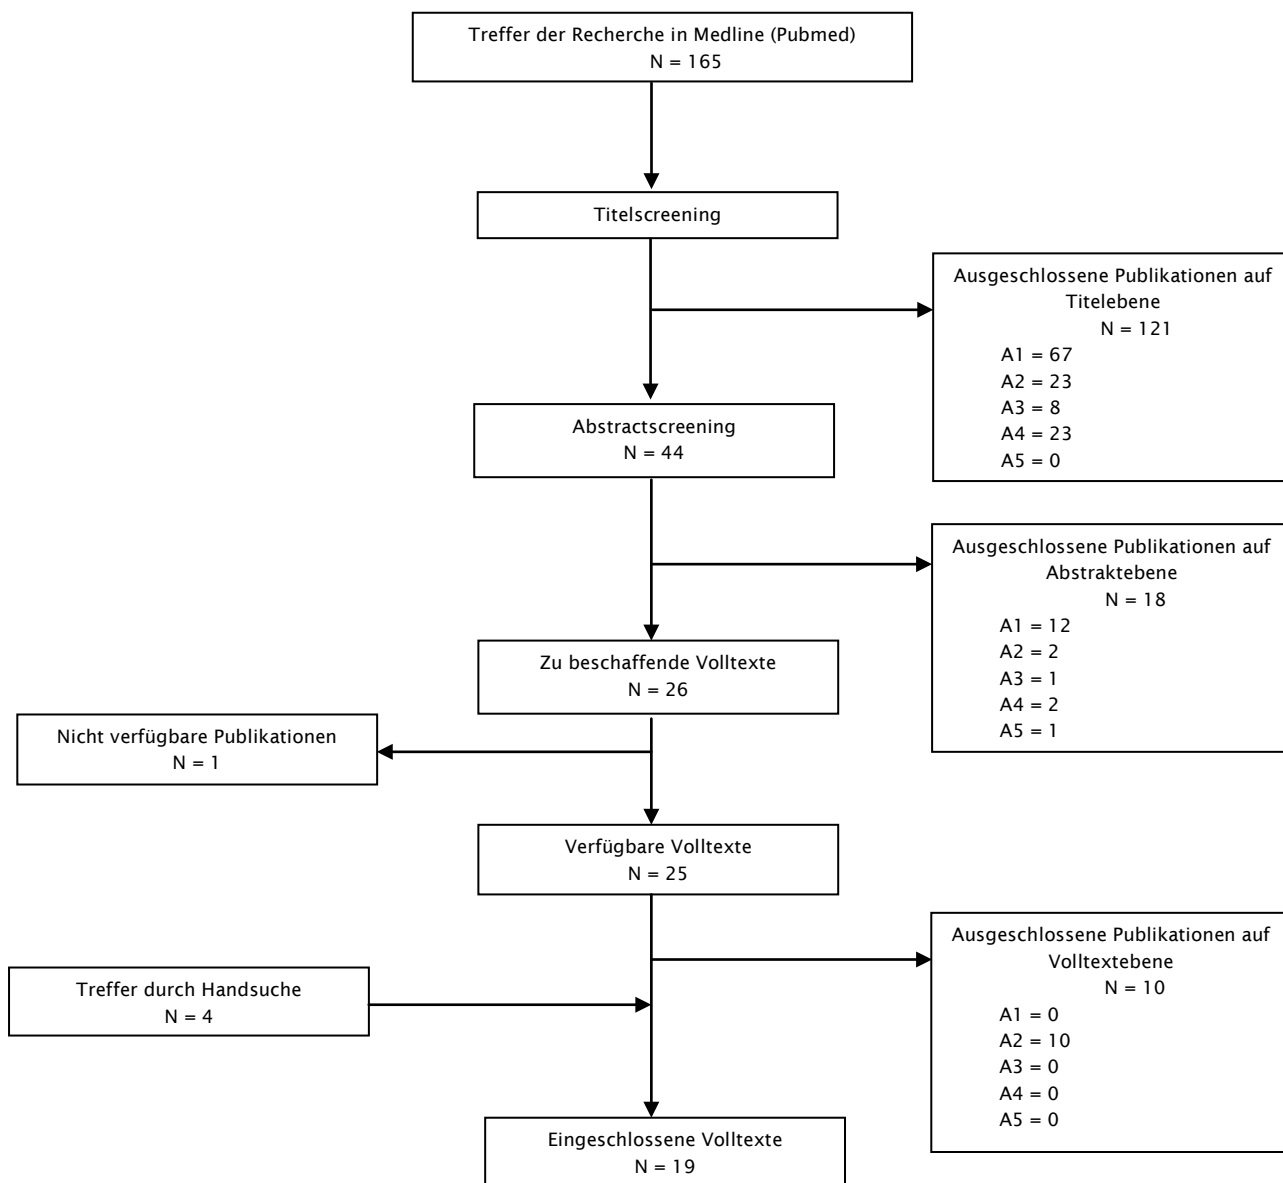 Treffer der Recherche in Medline (Pubmed)
N = 165
Titelscreening
Ausgeschlossene Publikationen auf
Titelebene
N = 121
A1 = 67
A2 = 23
A3 = 8
A4 = 23
A5 = 0
Abstractscreening
N = 44
Ausgeschlossene Publikationen auf
Abstraktebene
N = 18
A1 = 12
A2 = 2
A3 = 1
A4 = 2
A5 = 1
Zu beschaffende Volltexte
N = 26
Nicht verfügbare Publikationen
N = 1
Verfügbare Volltexte
N = 25
Ausgeschlossene Publikationen auf
Volltextebene
N = 10
A1 = 0
A2 = 10
A3 = 0
A4 = 0
A5 = 0
Treffer durch Handsuche
N = 4
Eingeschlossene Volltexte
N = 19